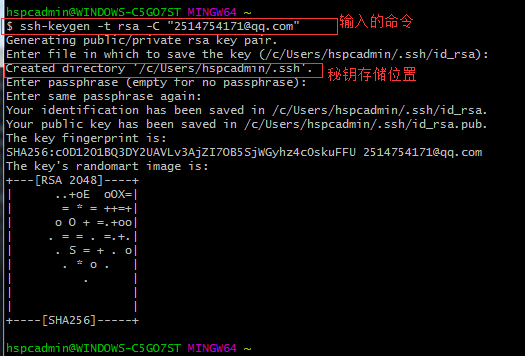 hspcadmin@WINDOWS-C5GO7ST MINGW64 ~
$ ssh-keygen -t rsa -C "2514754171@qq.com" 输入的命令
Generating public/private rsa key pair.
Enter file in which to save the key (/c/Users/hspcadmin/.ssh/id_rsa):
Created directory '/c/Users/hspcadmin/.ssh'. 秘钥存储位置
Enter passphrase (empty for no passphrase):
Enter same passphrase again:
Your identification has been saved in /c/Users/hspcadmin/.ssh/id_rsa.
Your public key has been saved in /c/Users/hspcadmin/.ssh/id_rsa.pub.
The key fingerprint is:
SHA256:cOD12O1BQ3DY2UAVLv3AjZI7OB5SjWGyhz4cOskuFFU 2514754171@qq.com
The key's randomart image is:
+---[RSA 2048]----+
|      ..+oE  oOX=|
|       = * = ++=+|
|      o O + =.+oo|
|     . = = . =.+.|
|      . S = + . o|
|       . * o .   |
|          .      |
|                 |
|                 |
+----[SHA256]-----+
hspcadmin@WINDOWS-C5GO7ST MINGW64 ~